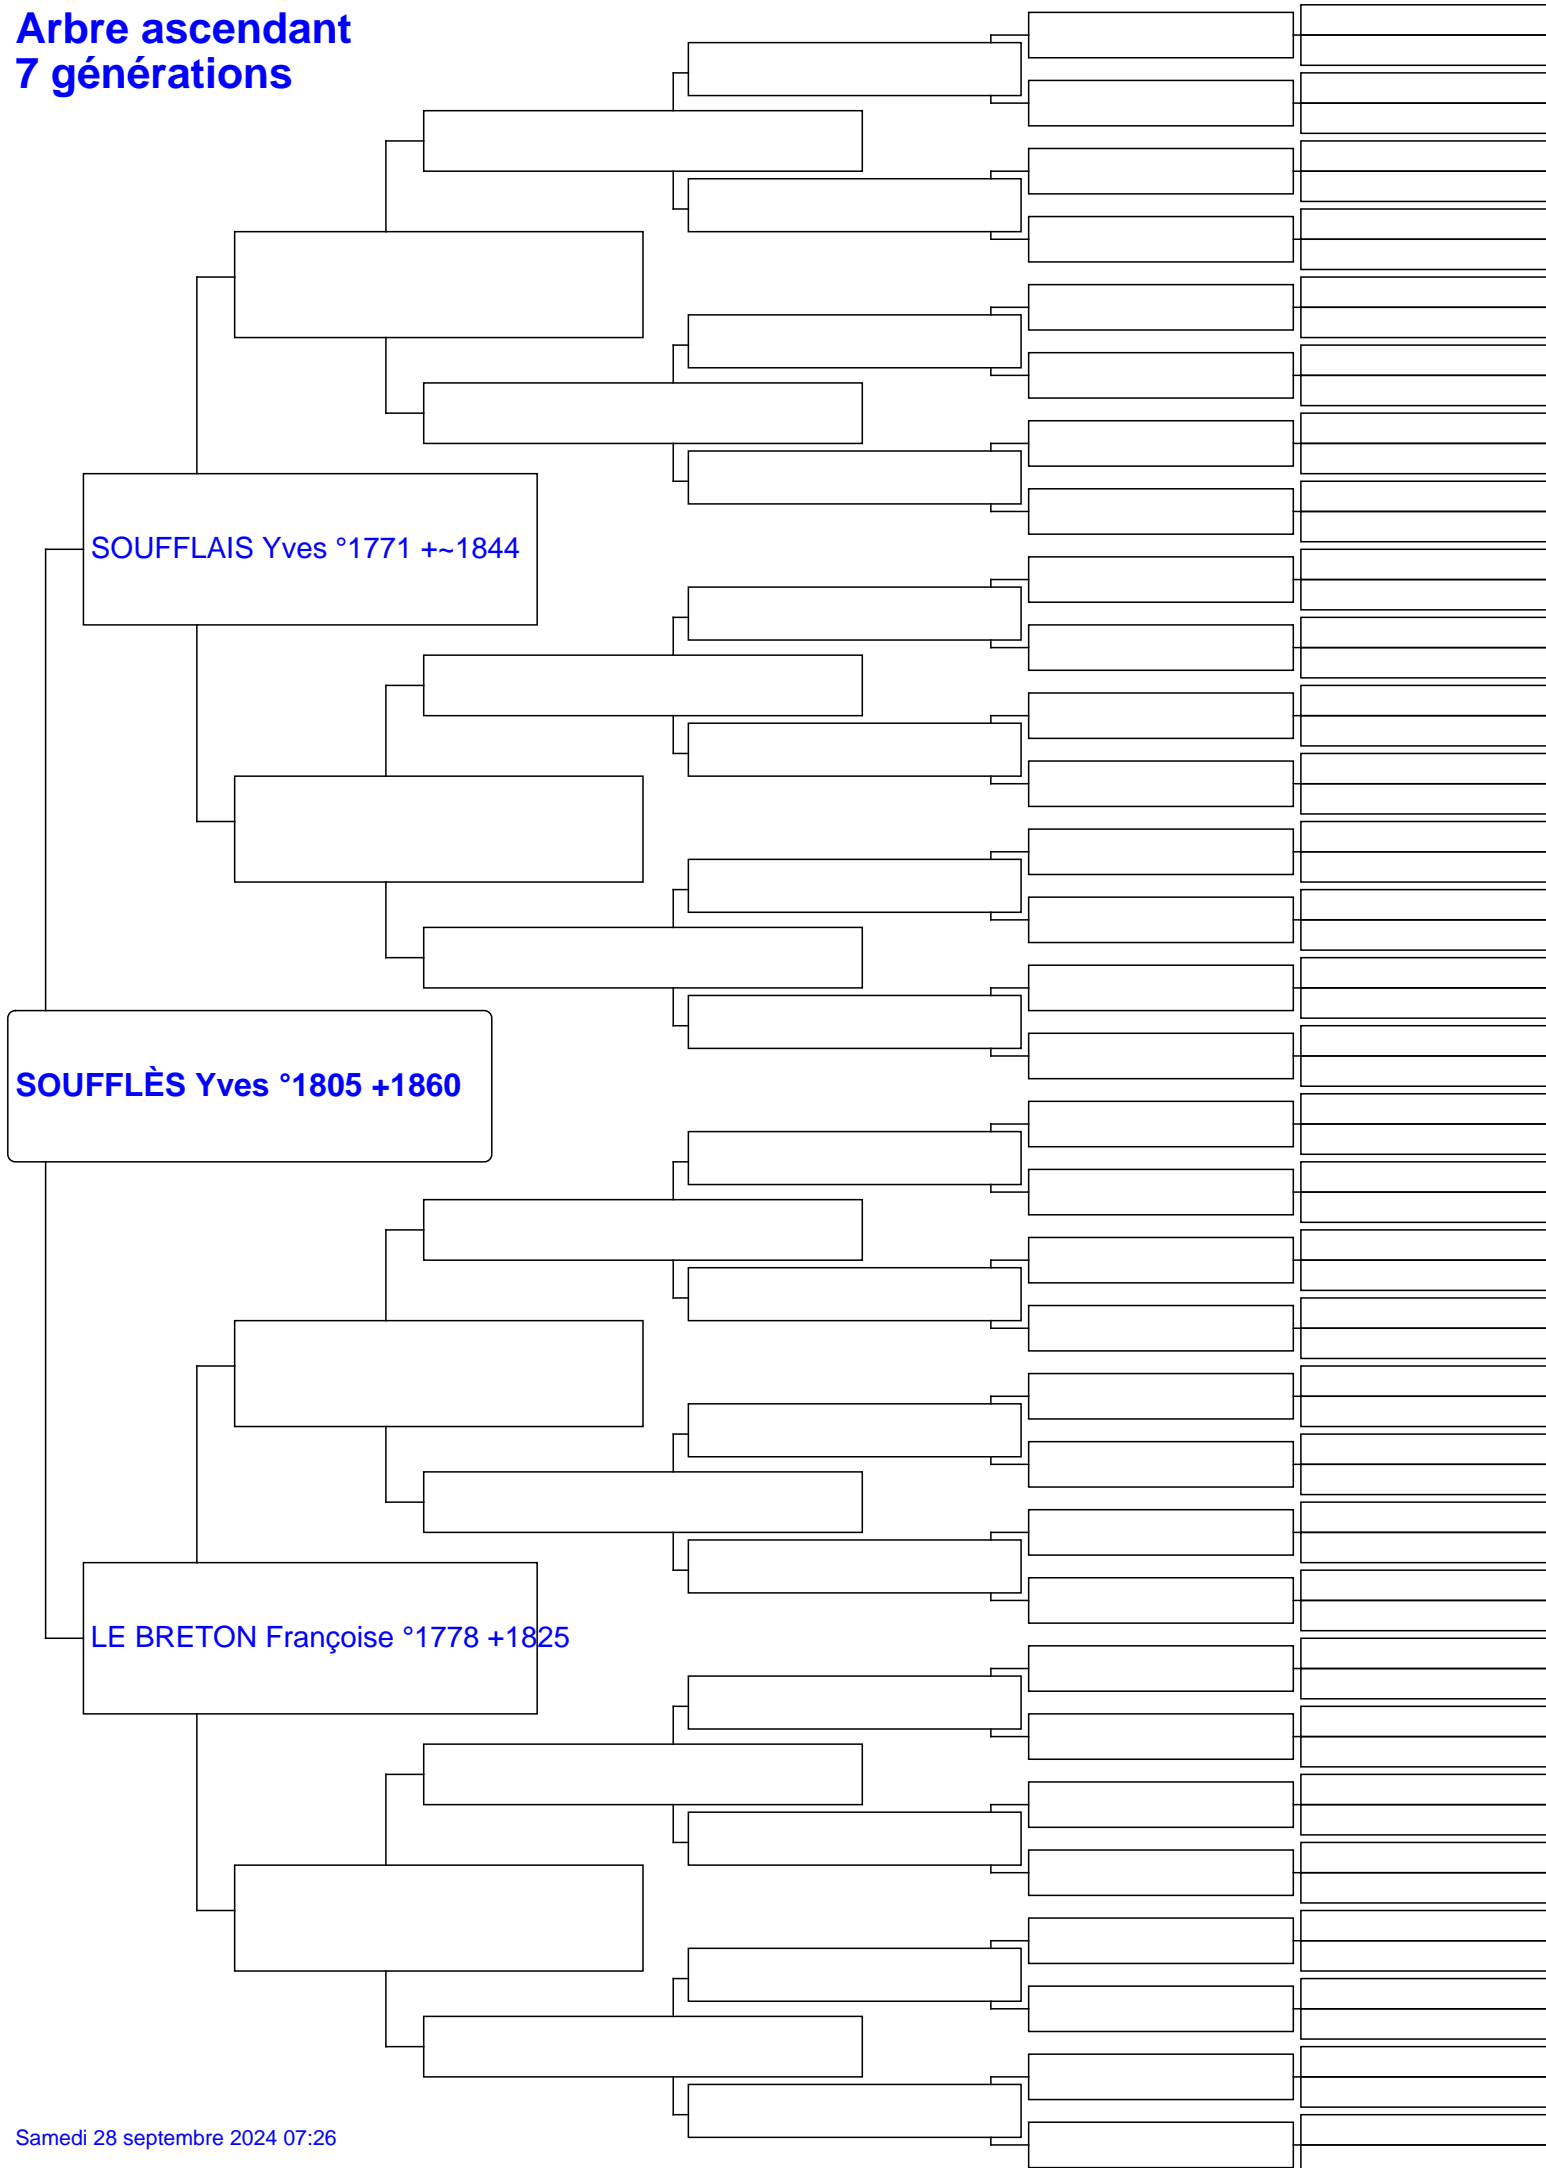 Arbre ascendant
7 générations
SOUFFLAIS Yves °1771 +~1844
SOUFFLÈS Yves °1805 +1860
LE BRETON Françoise °1778 +1825
Samedi 28 septembre 2024 07:26